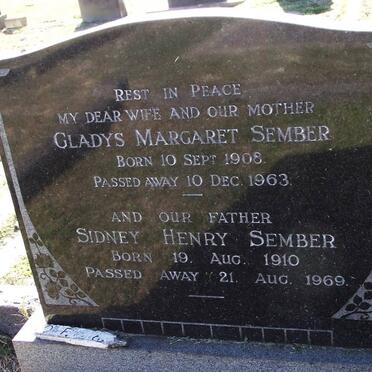 REST IN PEACE
MY DEAR WIFE AND OUR MOTHER
GLADYS MARGARET SEMBER
BORN 10 SEPT 1908.
PASSED AWAY 10 DEC. 1963.
AND OUR FATHER
SIDNEY HENRY SEMBER
BORN 19. AUG. 1910
PASSED AWAY 21. AUG. 1969.